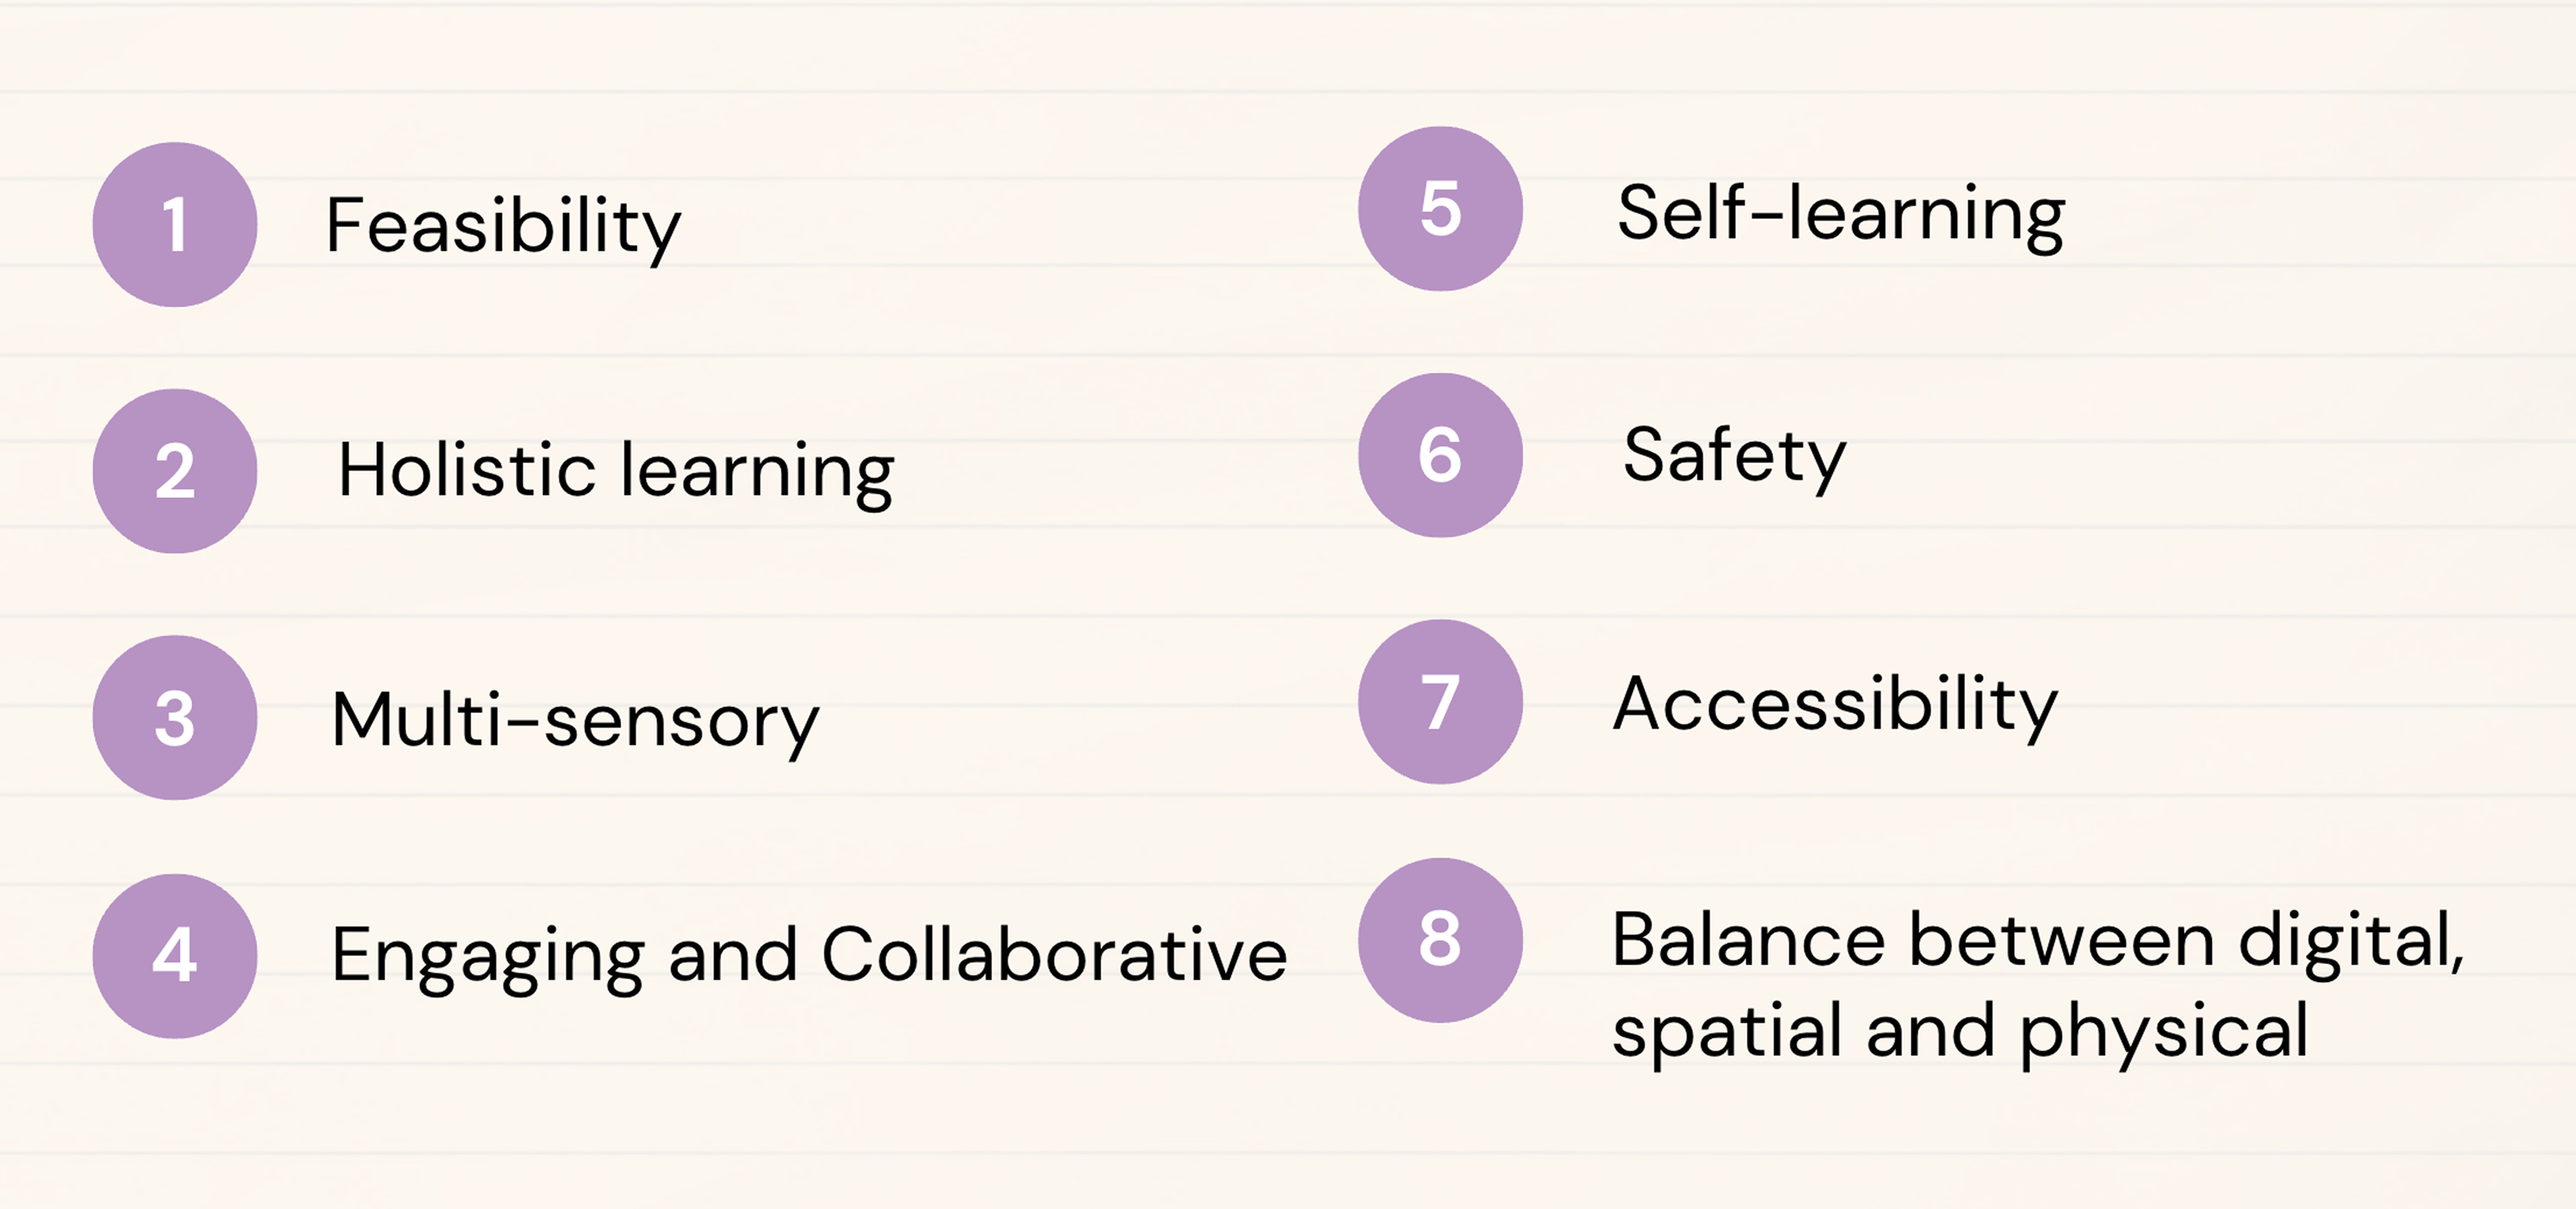 1 Feasibility
2 Holistic learning
3 Multi-sensory
4 Engaging and Collaborative
5 Self-learning
6 Safety
7 Accessibility
8 Balance between digital,
spatial and physical